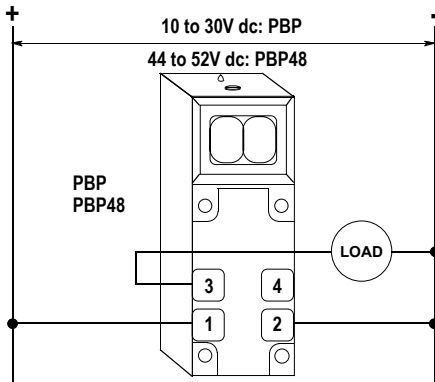 + -
10 to 30V dc: PBP
44 to 52V dc: PBP48
PBP
PBP48
LOAD
3 4
1 2